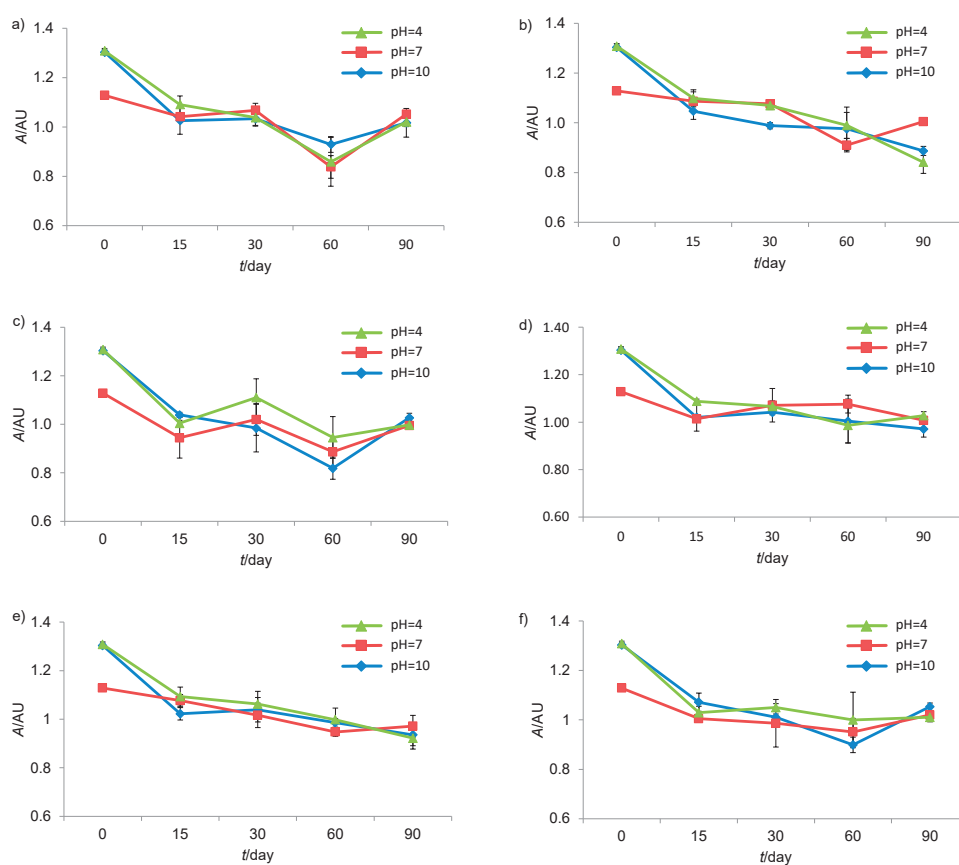 a)
1.4
1.2
1.0
0.8
0.6
A/AU
0 15 30 60 90
t/day
pH=4
pH=7
pH=10
b)
1.4
1.2
1.0
0.8
0.6
A/AU
0 15 30 60 90
t/day
pH=4
pH=7
pH=10
c)
1.4
1.2
1.0
0.8
0.6
A/AU
0 15 30 60 90
t/day
pH=4
pH=7
pH=10
d)
1.40
1.20
1.00
0.80
0.60
A/AU
0 15 30 60 90
t/day
pH=4
pH=7
pH=10
e)
1.4
1.2
1
0.8
0.6
A/AU
0 15 30 60 90
t/day
pH=4
pH=7
pH=10
f)
1.4
1.2
1
0.8
0.6
A/AU
0 15 30 60 90
t/day
pH=4
pH=7
pH=10